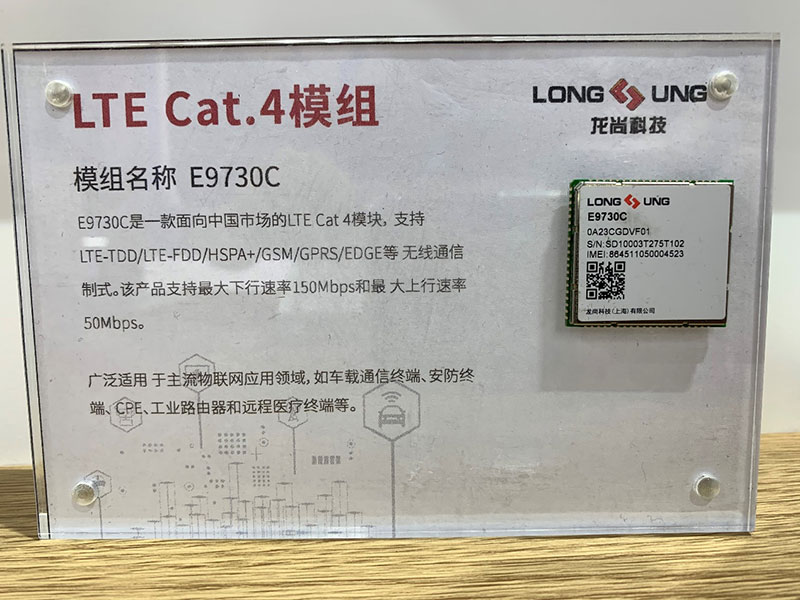 LTE Cat.4模组
LONG SUNG
龙尚科技
模组名称 E9730C
E9730C是一款面向中国市场的LTE Cat 4模块，支持
LTE-TDD/LTE-FDD/HSPA+/GSM/GPRS/EDGE等 无线通信
制式。该产品支持最大下行速率150Mbps和最 大上行速率
50Mbps。
广泛适用 于主流物联网应用领域，如车载通信终端、安防终
端、CPE、工业路由器和远程医疗终端等。
LONG SUNG
E9730C
0A23CGDVF01
S/N:SD10003T275T102
IMEI:864511050004523
龙尚科技(上海)有限公司